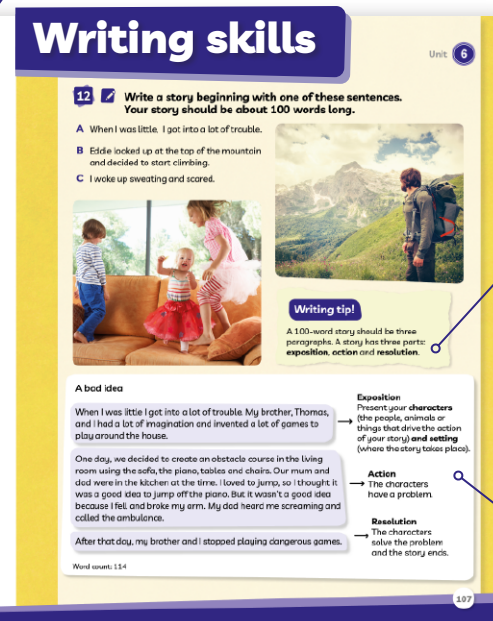 Writing skills
Unit 6
12 Write a story beginning with one of these sentences.
Your story should be about 100 words long.
A When I was little, I got into a lot of trouble.
B Eddie looked up at the top of the mountain
and decided to start climbing.
C I woke up sweating and scared.
Writing tip!
A 100-word story should be three
paragraphs. A story has three parts:
exposition, action and resolution.
A bad idea
When I was little I got into a lot of trouble. My brother, Thomas,
and I had a lot of imagination and invented a lot of games to
play around the house.
One day, we decided to create an obstacle course in the living
room using the sofa, the piano, tables and chairs. Our mum and
dad were in the kitchen at the time. I loved to jump, so I thought it
was a good idea to jump off the piano. But it wasn't a good idea
because I fell and broke my arm. My dad heard me screaming and
called the ambulance.
After that day, my brother and I stopped playing dangerous games.
Word count: 114
Exposition
Present your characters
(the people, animals or
things that drive the action
of your story) and setting
(where the story takes place).
Action
The characters
have a problem.
Resolution
The characters
solve the problem
and the story ends.
107